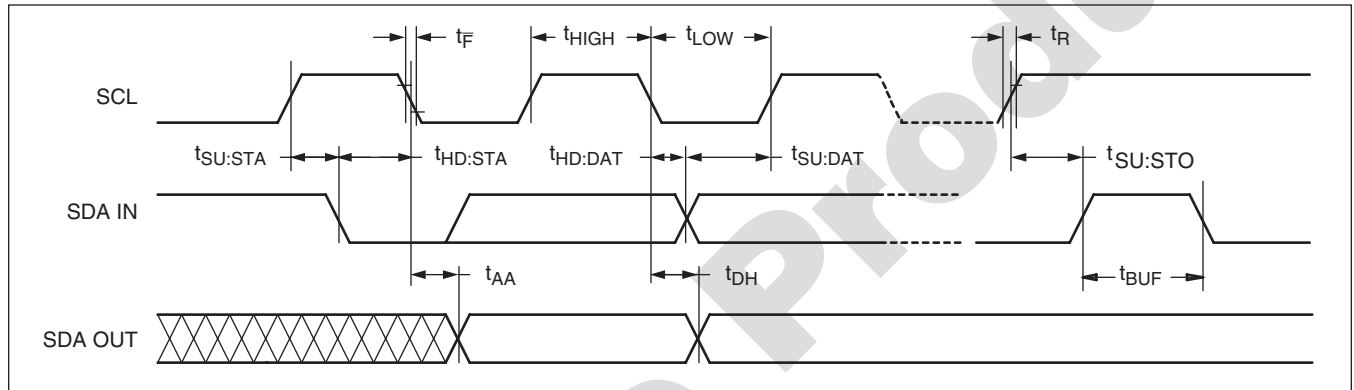 tF tHIGH tLOW tR
SCL
tSU:STA tHD:STA tHD:DAT tSU:DAT tSU:STO
SDA IN
tAA tDH tBUF
SDA OUT